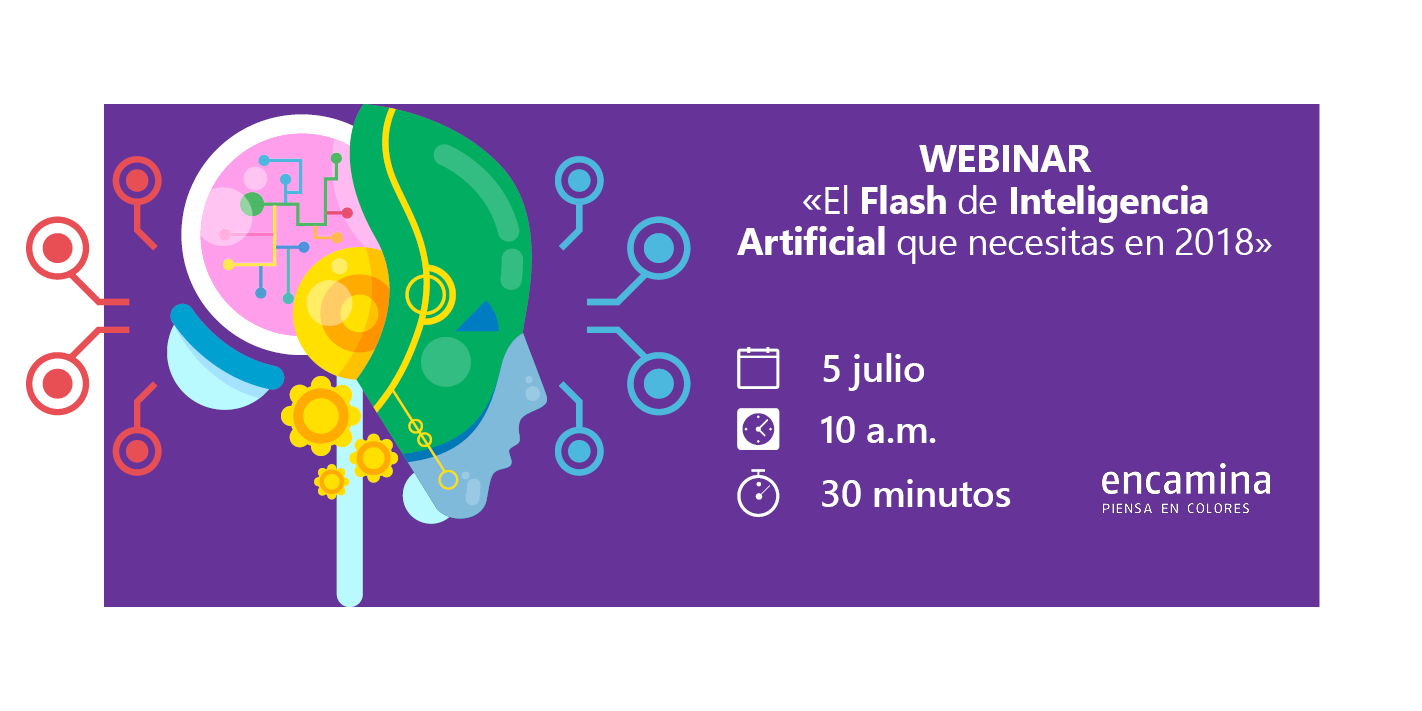 WEBINAR
«El Flash de Inteligencia
Artificial que necesitas en 2018»
5 julio
10 a.m.
30 minutos
encamina
PIENSA EN COLORES